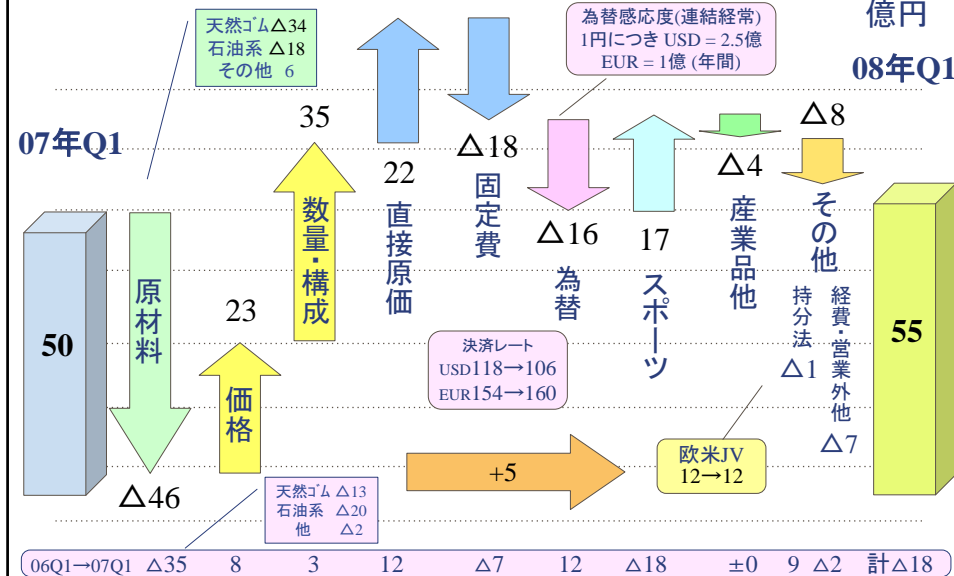 天然ゴム△34
石油系 △18
その他 6
為替感応度(連結経常)
1円につき USD = 2.5億
EUR = 1億 (年間)
億円
08年Q1
07年Q1
50
原材料
△46
23
価格
35
数量・構成
22
直接原価
△18
固定費
△16
為替
17
スポーツ
△4
産業品他
△8
その他
持分法
△1
経費・営業外他
△7
55
決済レート
USD118→106
EUR154→160
+5
欧米JV
12→12
天然ゴム △13
石油系 △20
他 △2
06Q1→07Q1 △35 8 3 12 △7 12 △18 ±0 9 △2 計△18